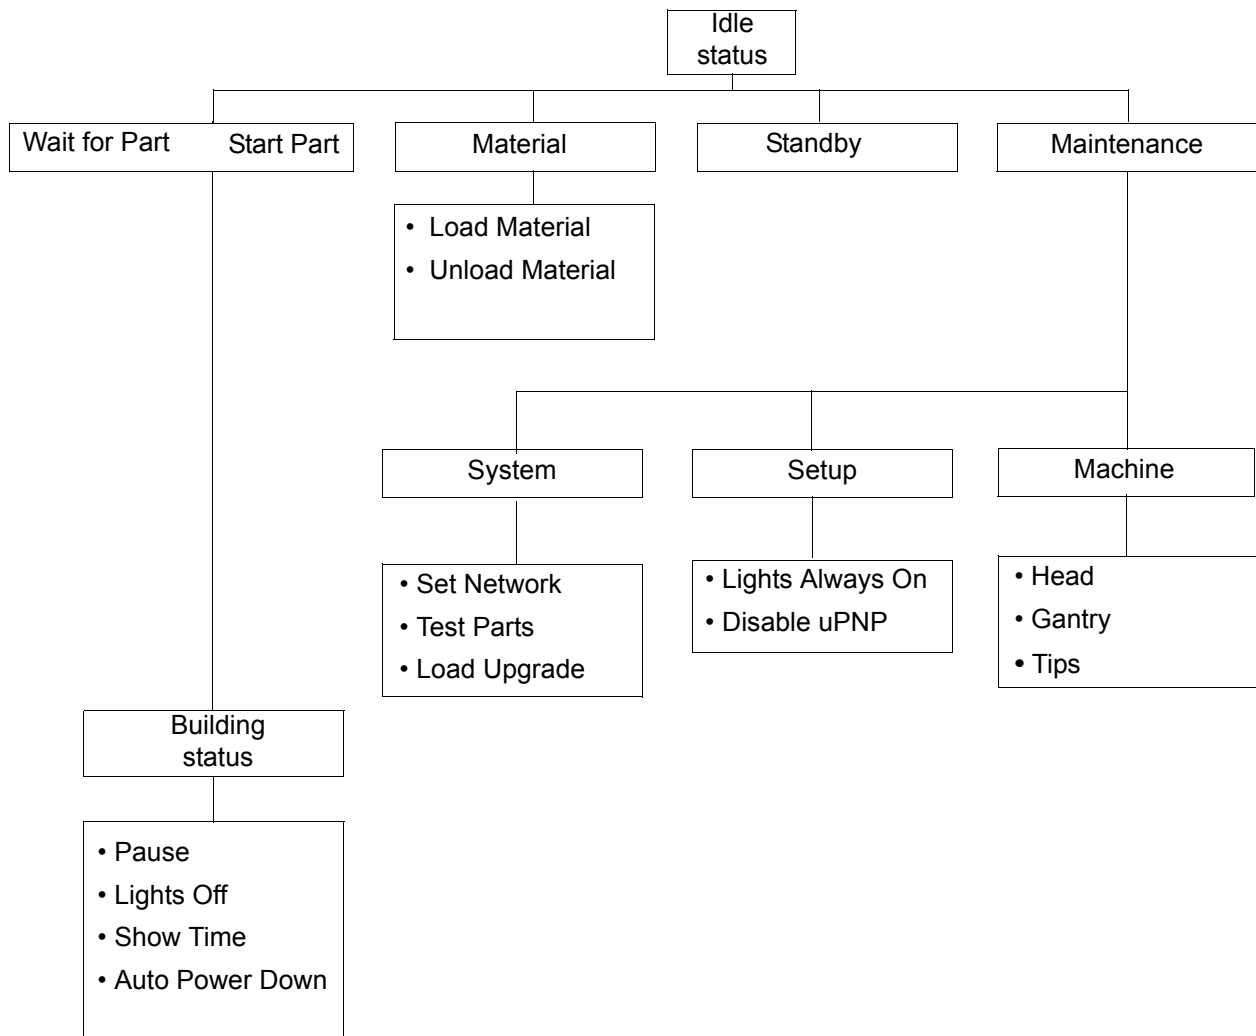 Idle
status
Wait for Part
Start Part
Material
Standby
Maintenance
• Load Material
• Unload Material
System
Setup
Machine
• Set Network
• Test Parts
• Load Upgrade
• Lights Always On
• Disable uPNP
• Head
• Gantry
• Tips
Building
status
• Pause
• Lights Off
• Show Time
• Auto Power Down